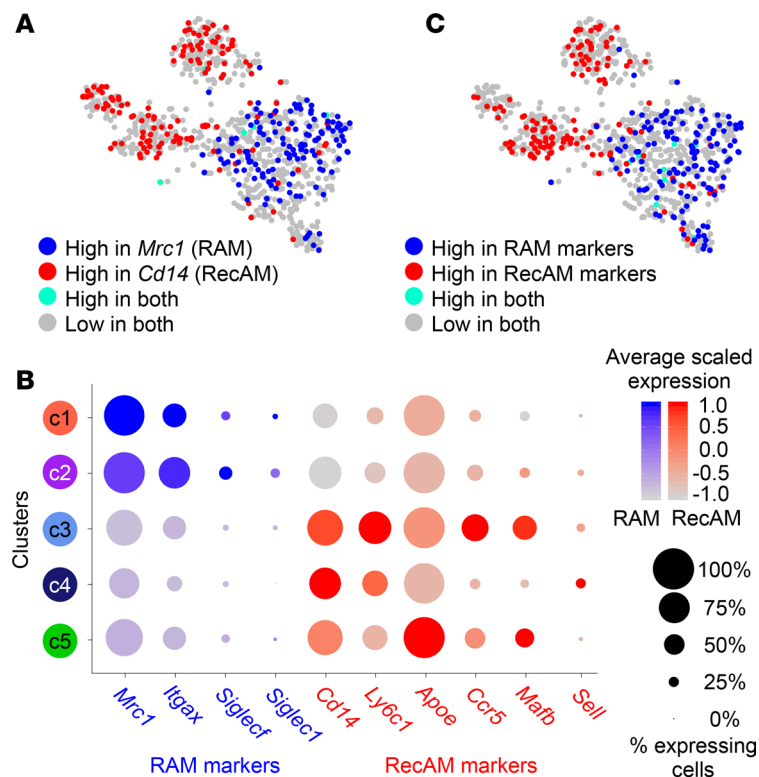 A
C
High in Mrc1 (RAM)
High in Cd14 (RecAM)
High in both
Low in both
High in RAM markers
High in RecAM markers
High in both
Low in both
B
Average scaled
expression
1.0
0.5
0.0
-0.5
-1.0
RAM RecAM
Clusters
c1
c2
c3
c4
c5
100%
75%
50%
25%
0%
% expressing
cells
Mrc1
Itgax
Siglecf
Siglec1
Cd14
Ly6c1
Apoe
Ccr5
Mafb
Sell
RAM markers
RecAM markers